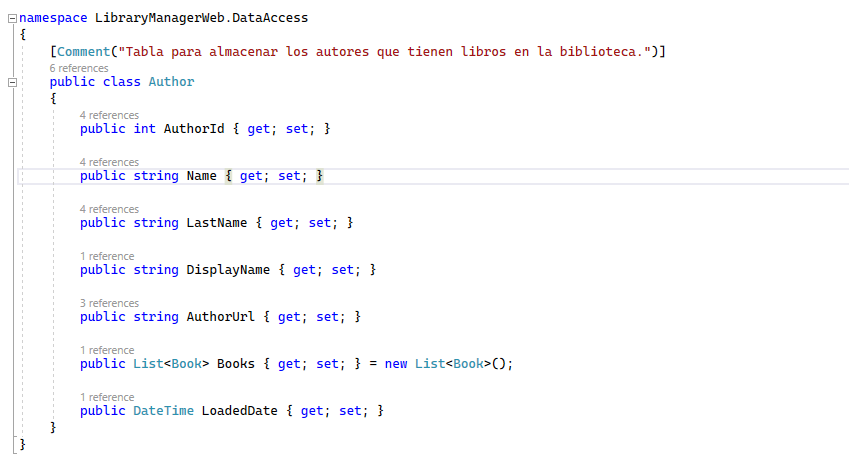 namespace LibraryManagerWeb.DataAccess
{
[Comment("Tabla para almacenar los autores que tienen libros en la biblioteca.")]
6 references
public class Author
{
4 references
public int AuthorId { get; set; }
4 references
public string Name { get; set; }
4 references
public string LastName { get; set; }
1 reference
public string DisplayName { get; set; }
3 references
public string AuthorUrl { get; set; }
1 reference
public List<Book> Books { get; set; } = new List<Book>();
1 reference
public DateTime LoadedDate { get; set; }
}
}